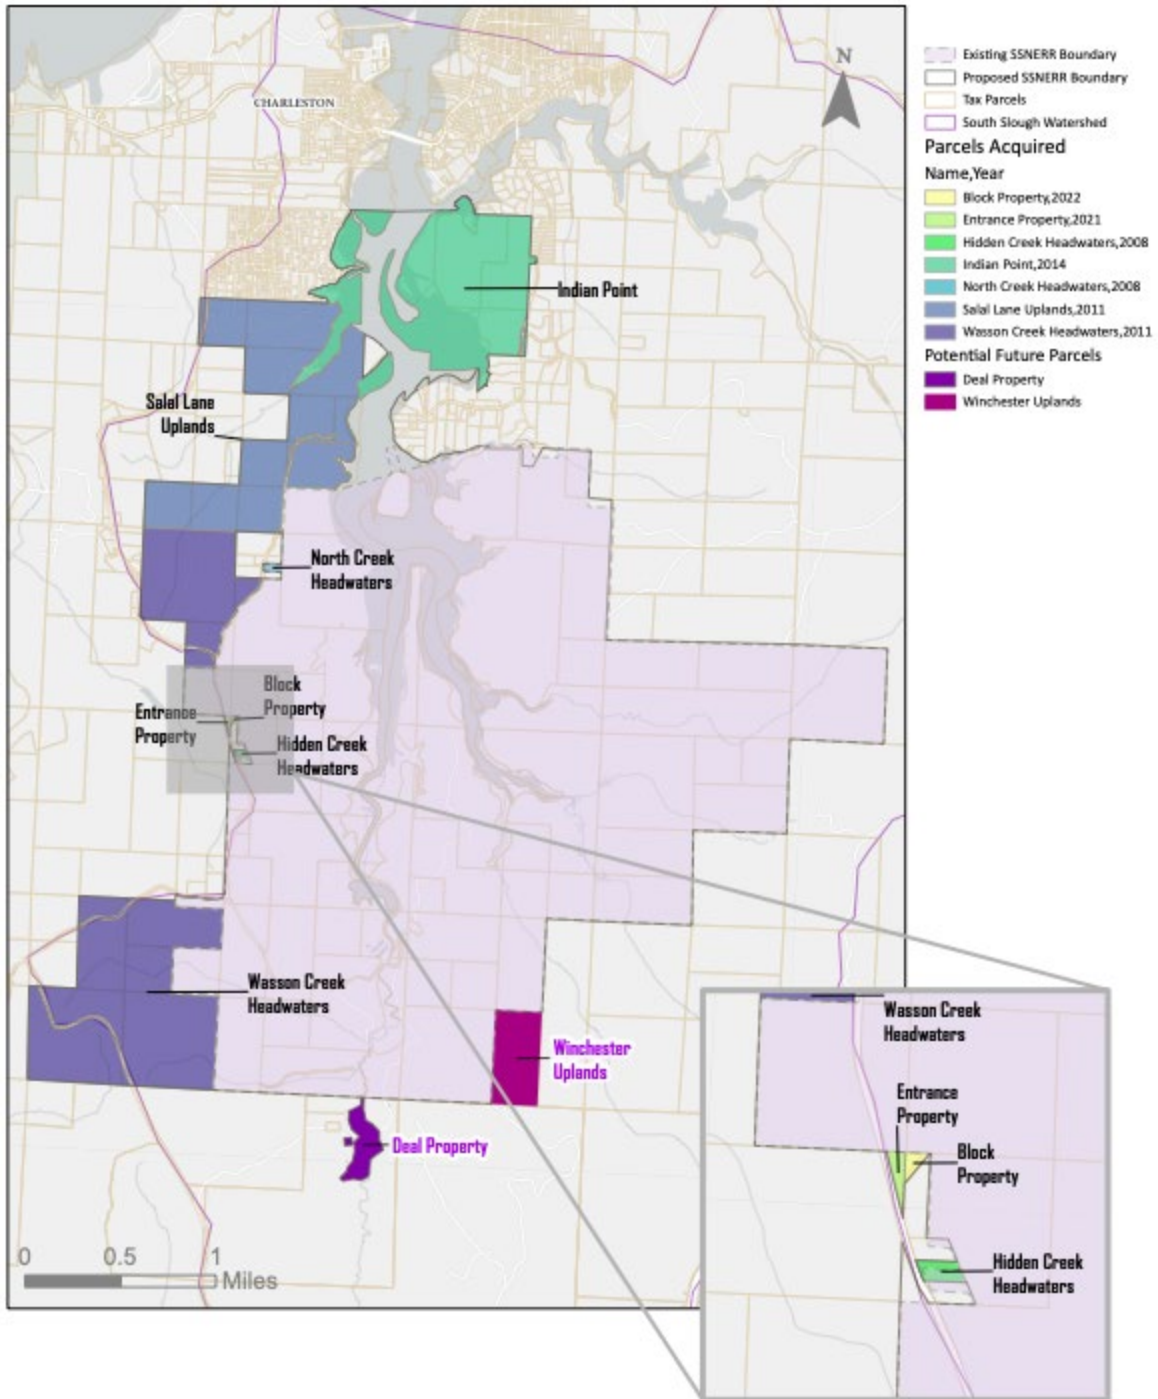 CHARLESTON
N
Indian Point
Salal Lane
Uplands
North Creek
Headwaters
Block
Property
Entrance
Property
Hidden Creek
Headwaters
Wasson Creek
Headwaters
Winchester
Uplands
Deal Property
0 0.5 1
Miles
Existing SSNERR Boundary
Proposed SSNERR Boundary
Tax Parcels
South Slough Watershed
Parcels Acquired
Name,Year
Block Property,2022
Entrance Property,2021
Hidden Creek Headwaters,2008
Indian Point,2014
North Creek Headwaters,2008
Salal Lane Uplands,2011
Wasson Creek Headwaters,2011
Potential Future Parcels
Deal Property
Winchester Uplands
Wasson Creek
Headwaters
Entrance
Property
Block
Property
Hidden Creek
Headwaters